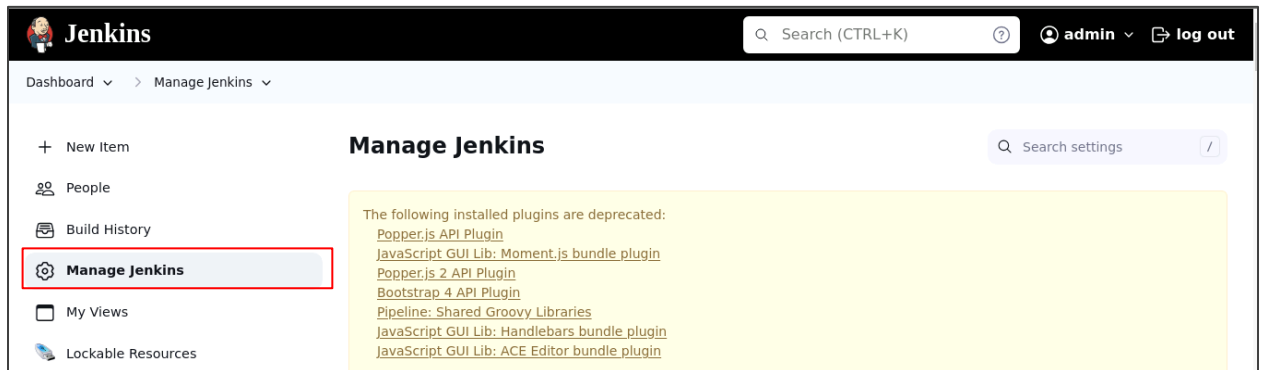 Jenkins
Search (CTRL+K)
?
admin
log out
Dashboard
Manage Jenkins
New Item
People
Build History
Manage Jenkins
My Views
Lockable Resources
Manage Jenkins
Search settings
/
The following installed plugins are deprecated:
Popper.js API Plugin
JavaScript GUI Lib: Moment.js bundle plugin
Popper.js 2 API Plugin
Bootstrap 4 API Plugin
Pipeline: Shared Groovy Libraries
JavaScript GUI Lib: Handlebars bundle plugin
JavaScript GUI Lib: ACE Editor bundle plugin